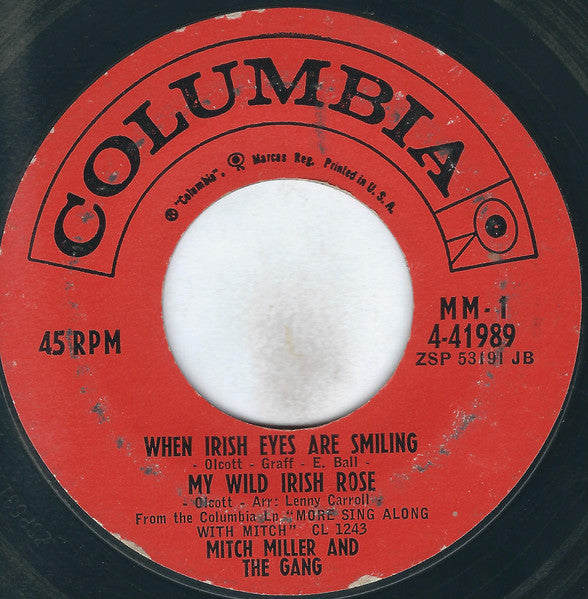 COLUMBIA
® "Columbia", Marcas Reg. Printed in U.S.A.
45 RPM
MM-1
4-41989
ZSP 53191 JB
WHEN IRISH EYES ARE SMILING
- Olcott - Graff - E. Ball -
MY WILD IRISH ROSE
- Olcott - Arr: Lenny Carroll -
From the Columbia Lp "MORE SING ALONG
WITH MITCH" CL 1243
MITCH MILLER AND
THE GANG